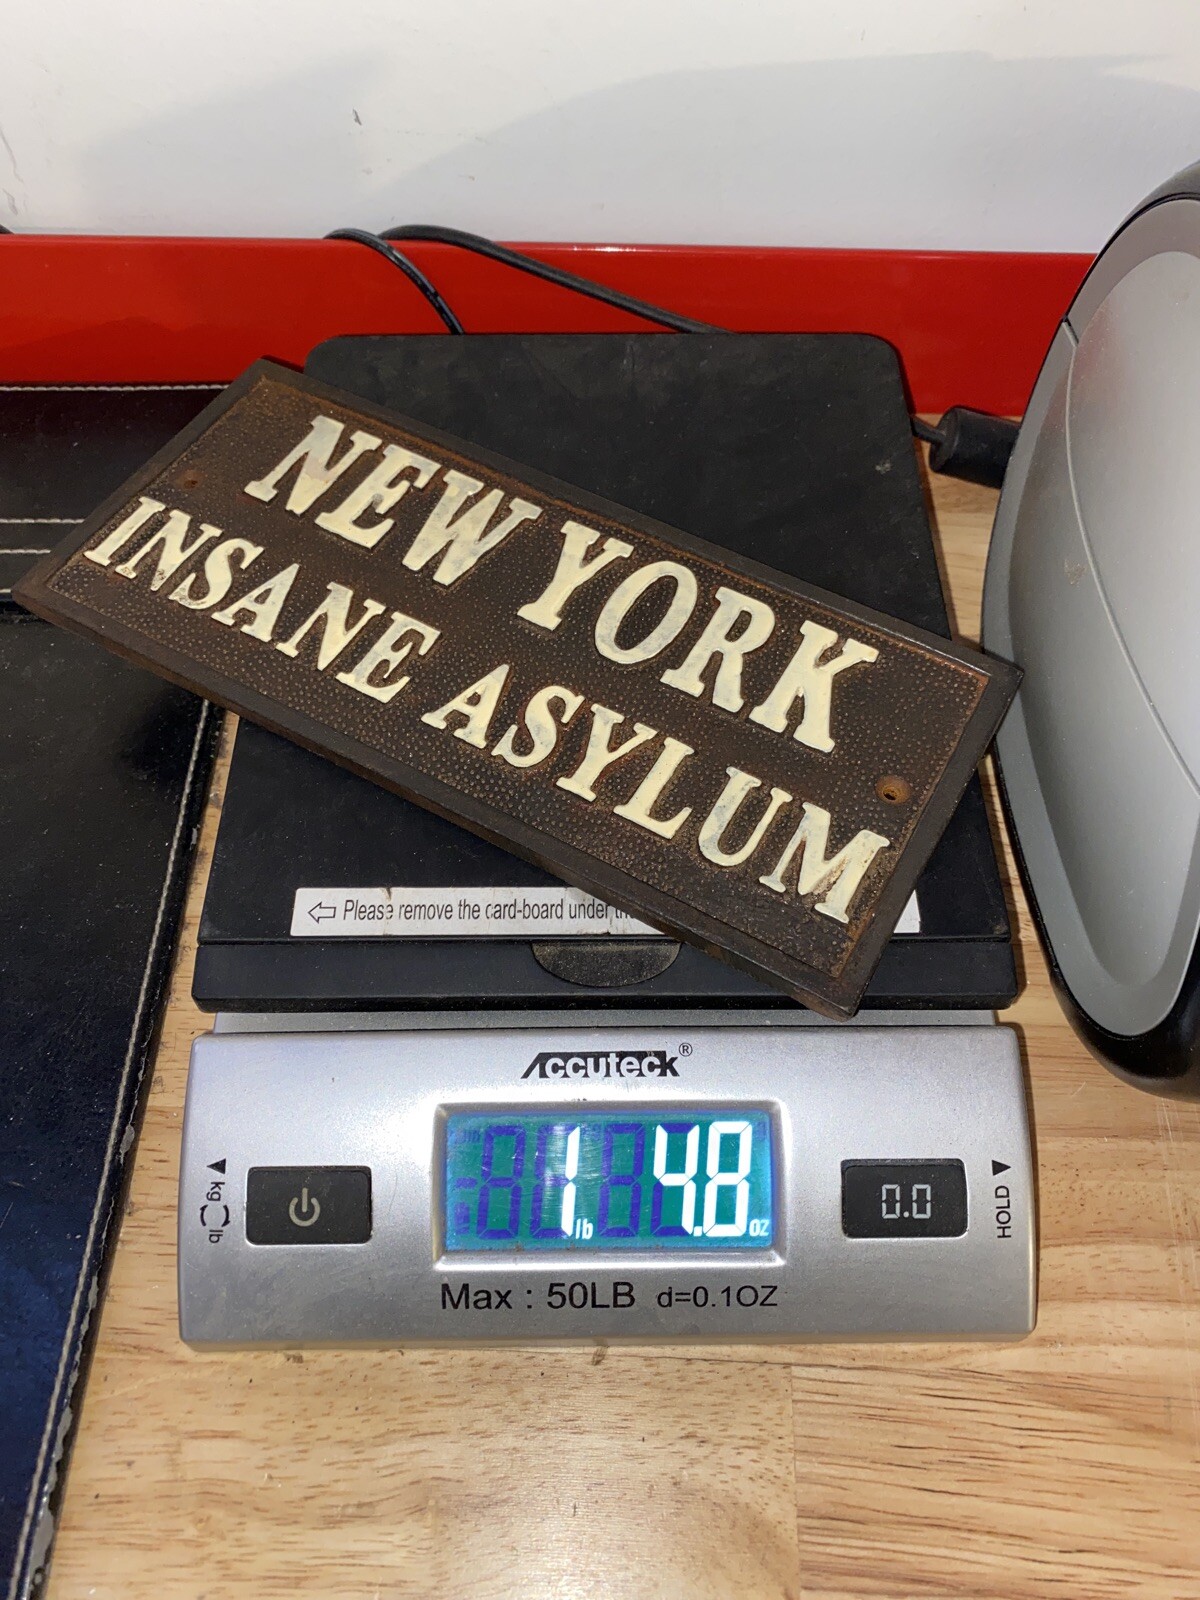 NEW YORK
INSANE ASYLUM
Please remove the card-board under
Accuteck®
kg lb
1 lb 4.8 oz
0.0
HOLD
Max : 50LB d=0.1OZ